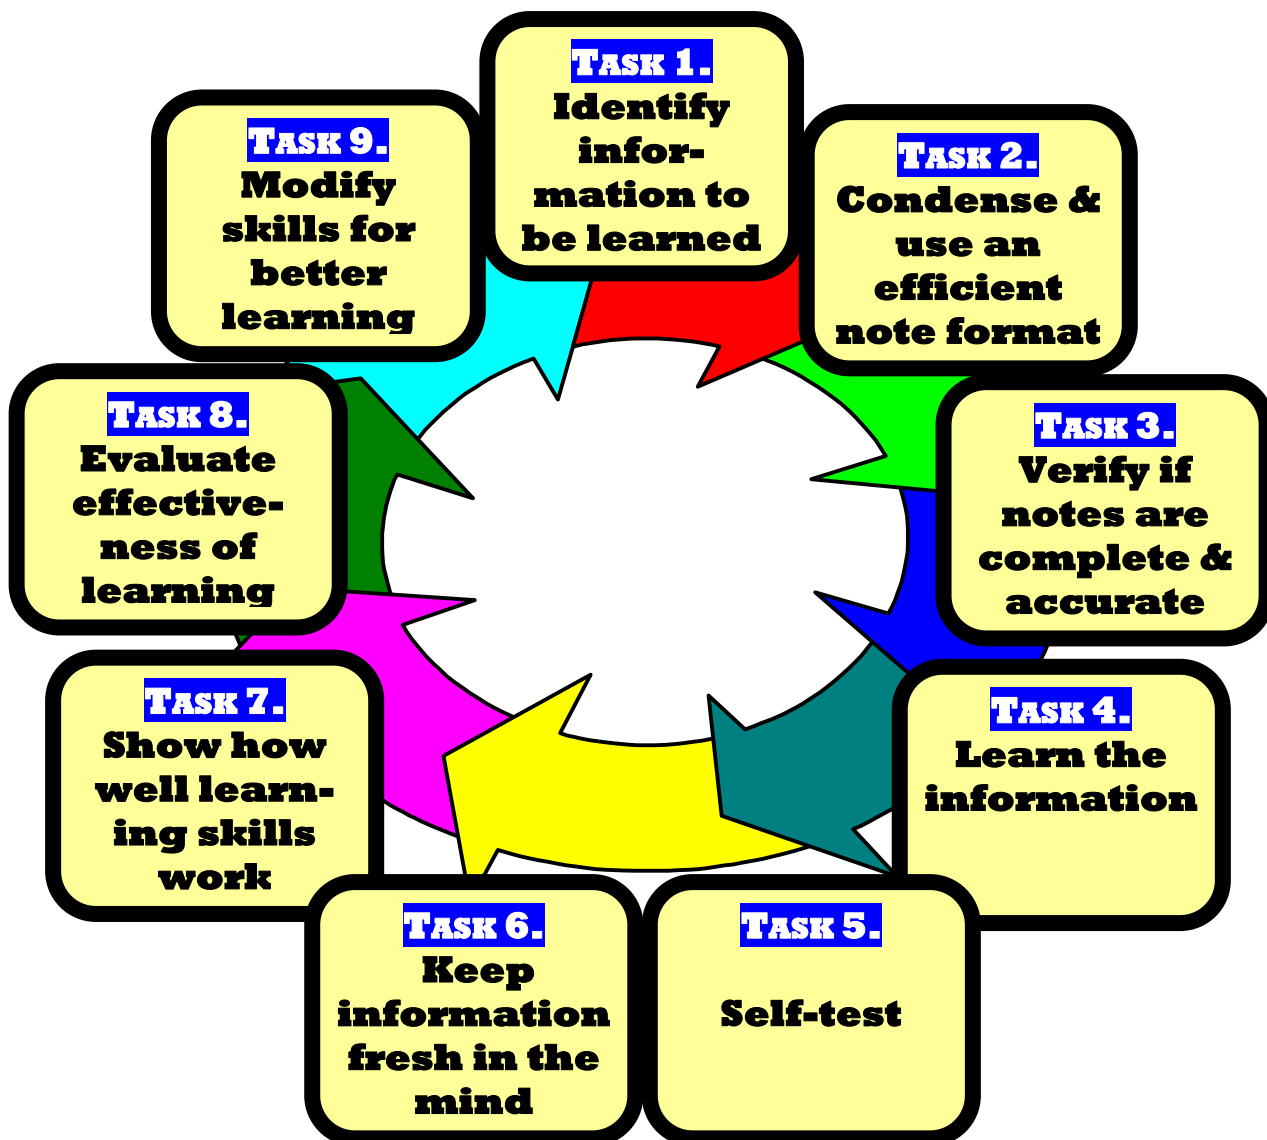 TASK 1.
Identify
infor-
mation to
be learned
TASK 2.
Condense &
use an
efficient
note format
TASK 3.
Verify if
notes are
complete &
accurate
TASK 4.
Learn the
information
TASK 5.
Self-test
TASK 6.
Keep
information
fresh in the
mind
TASK 7.
Show how
well learn-
ing skills
work
TASK 8.
Evaluate
effective-
ness of
learning
TASK 9.
Modify
skills for
better
learning